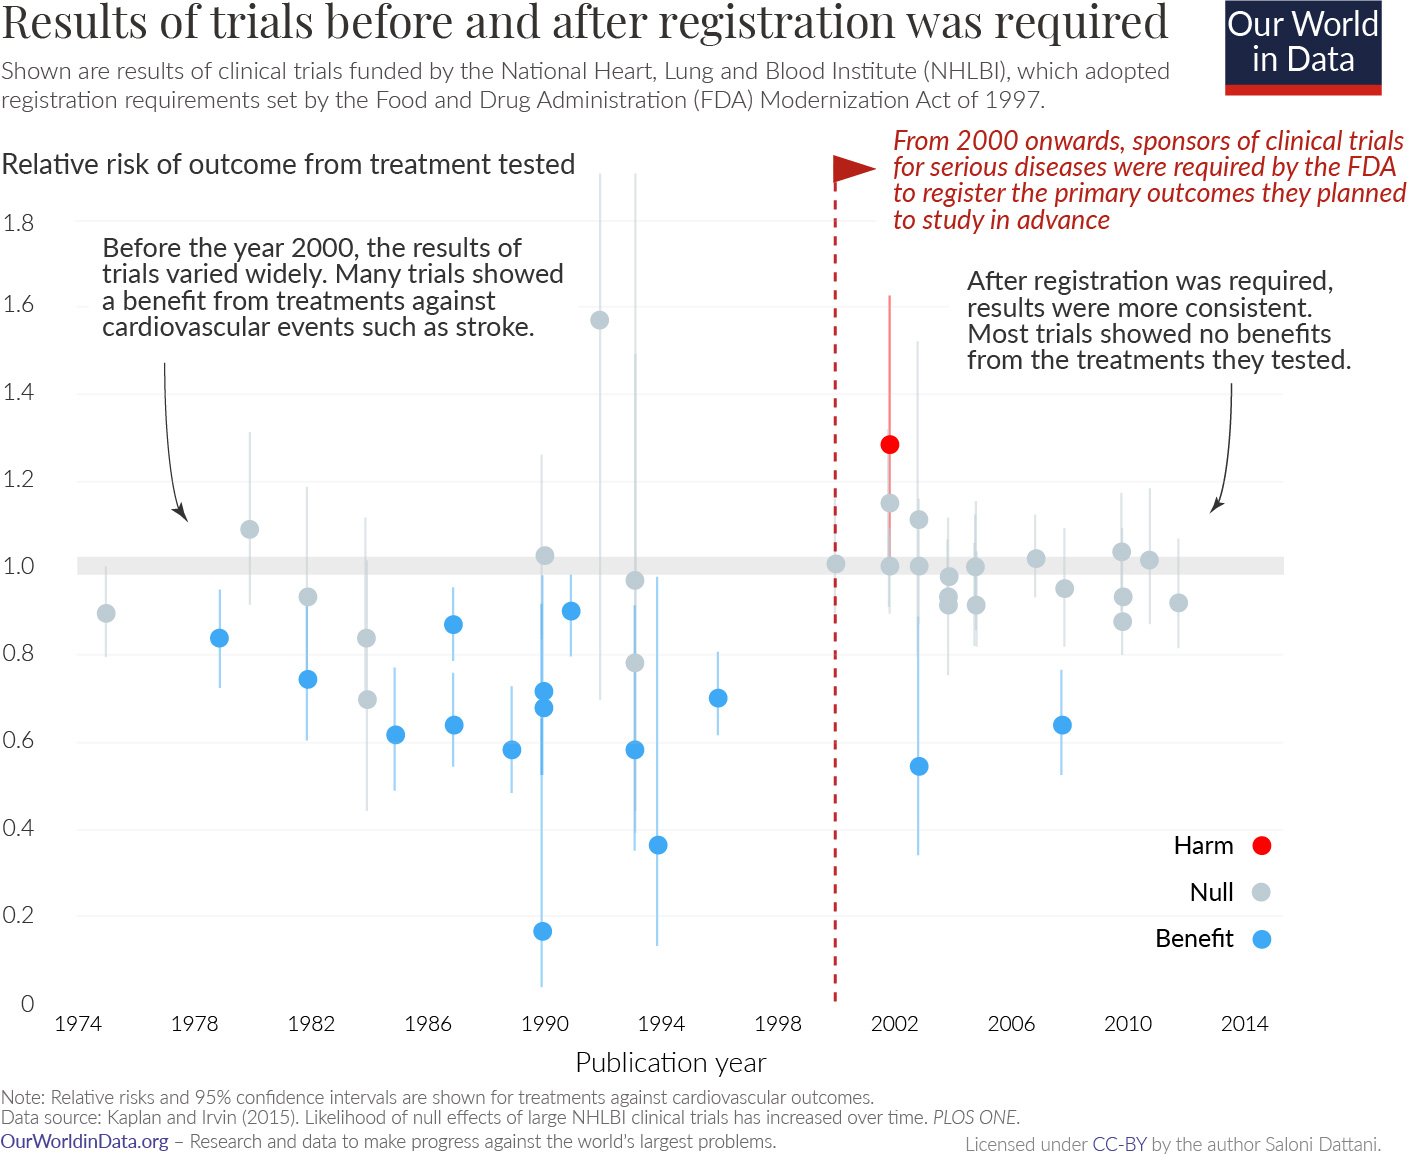 Results of trials before and after registration was required
Our World
in Data
Shown are results of clinical trials funded by the National Heart, Lung and Blood Institute (NHLBI), which adopted
registration requirements set by the Food and Drug Administration (FDA) Modernization Act of 1997.
Relative risk of outcome from treatment tested
From 2000 onwards, sponsors of clinical trials
for serious diseases were required by the FDA
to register the primary outcomes they planned
to study in advance
1.8
Before the year 2000, the results of
trials varied widely. Many trials showed
a benefit from treatments against
cardiovascular events such as stroke.
After registration was required,
results were more consistent.
Most trials showed no benefits
from the treatments they tested.
1.6
1.4
1.2
1.0
0.8
0.6
0.4
0.2
0
Harm
Null
Benefit
1974 1978 1982 1986 1990 1994 1998 2002 2006 2010 2014
Publication year
Note: Relative risks and 95% confidence intervals are shown for treatments against cardiovascular outcomes.
Data source: Kaplan and Irvin (2015). Likelihood of null effects of large NHLBI clinical trials has increased over time. PLOS ONE.
OurWorldinData.org – Research and data to make progress against the world's largest problems.
Licensed under CC-BY by the author Saloni Dattani.